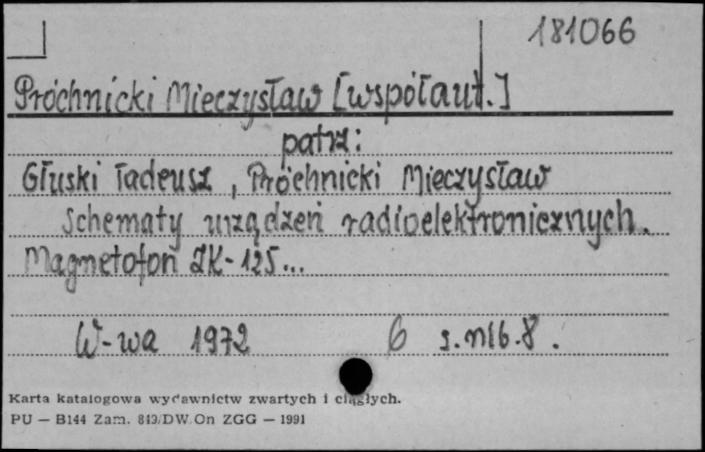 181066
Próchnicki Mieczysław [współaut.]
patrz:
Głuski Tadeusz, Próchnicki Mieczysław
Schematy urządzeń radioelektronicznych.
Magnetofon ZK-125...
W-wa 1972 6 s.nlb.8.
Karta katalogowa wydawnictw zwartych i ciągłych.
PU — B144 Zam. 849/DW.On ZGG — 1991